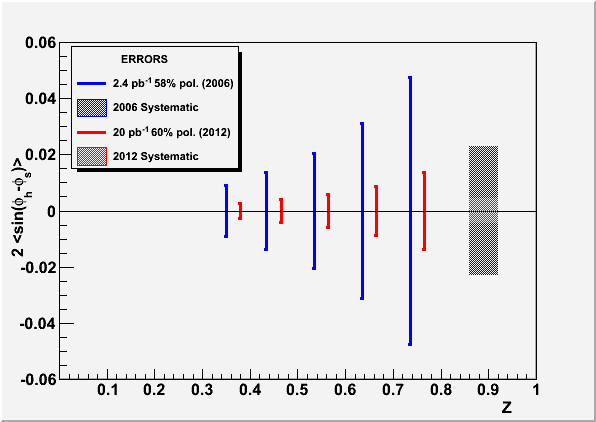 0.06
ERRORS
2.4 pb⁻¹ 58% pol. (2006)
2006 Systematic
20 pb⁻¹ 60% pol. (2012)
2012 Systematic
0.04
0.02
0
-0.02
-0.04
-0.06
2 <sin(ϕₕ-ϕₛ)>
0.1 0.2 0.3 0.4 0.5 0.6 0.7 0.8 0.9 1
Z